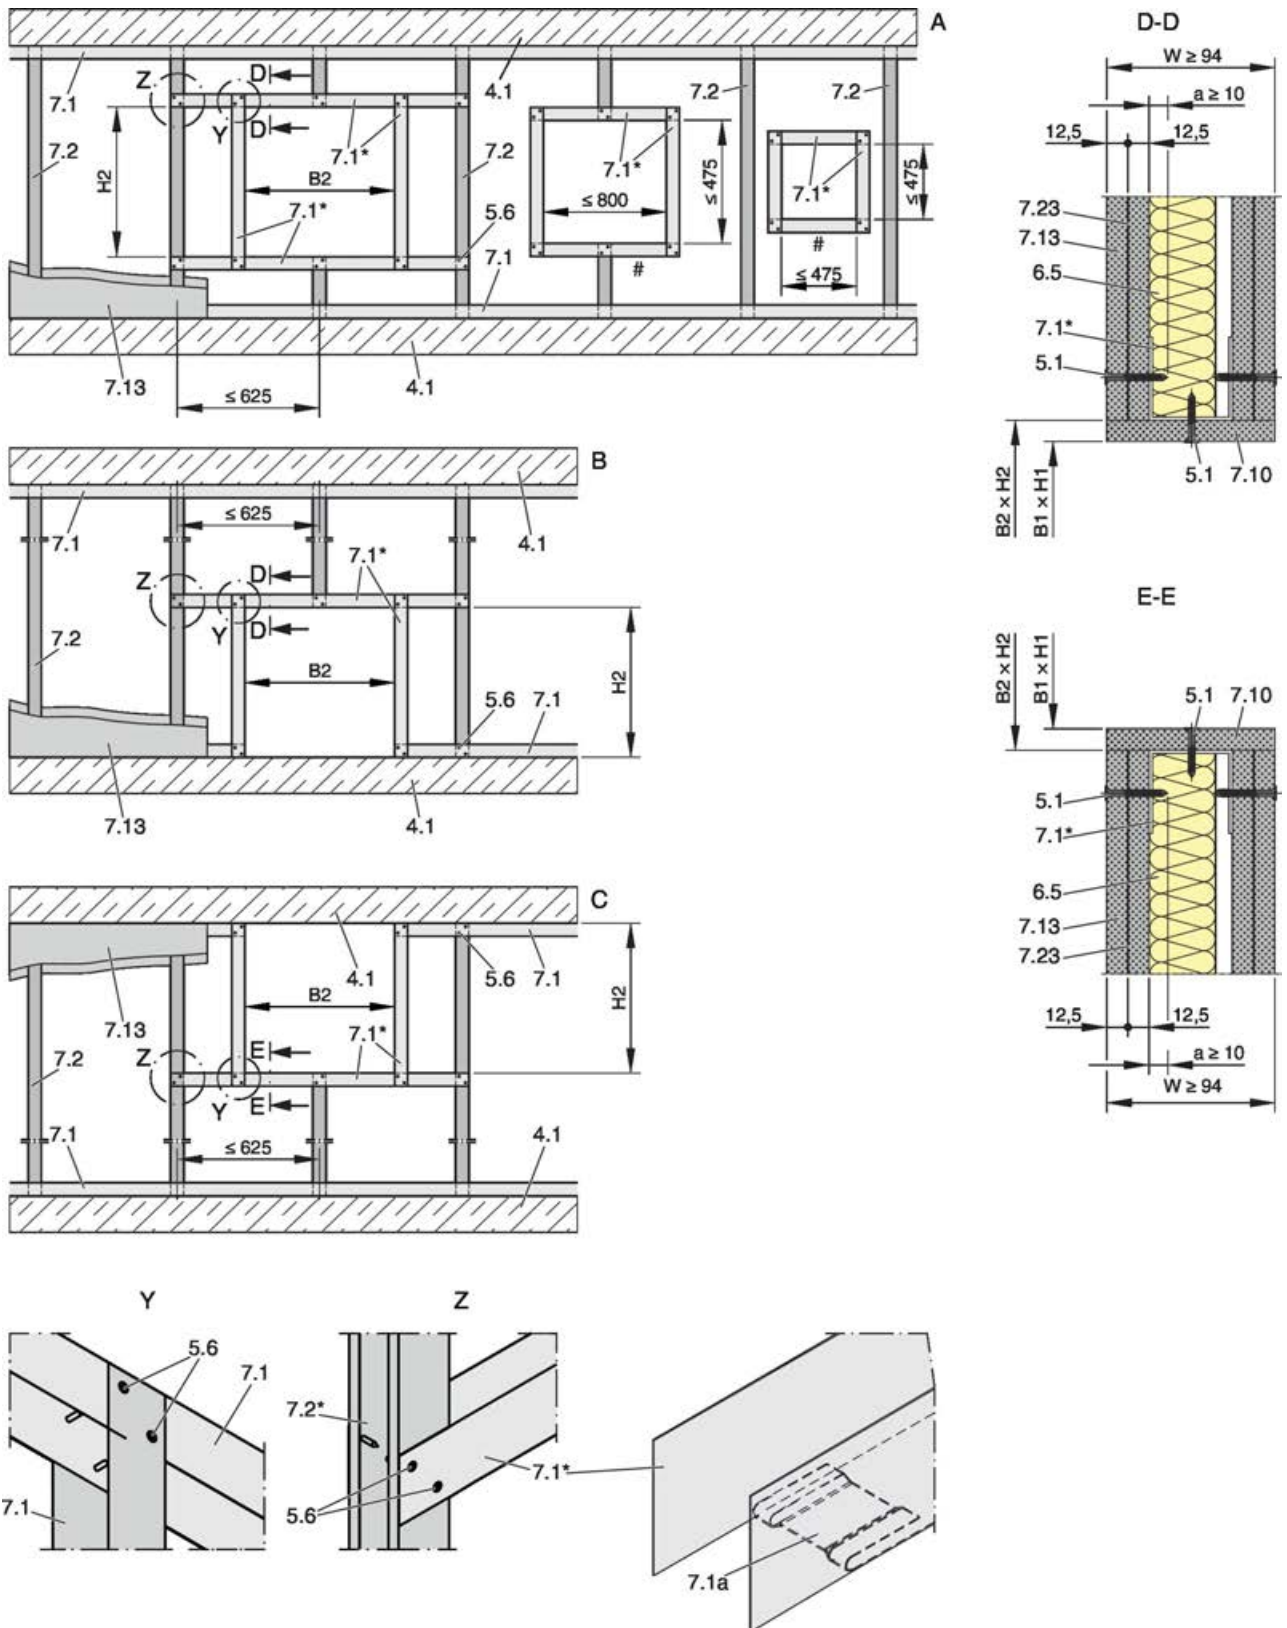 A
4.1
Z
D
7.1
7.2
Y
D
7.1*
H2
B2
7.1*
7.2
5.6
7.1
4.1
7.1*
≤ 800
≤ 475
#
7.2
7.2
7.1*
≤ 475
#
≤ 475
7.13
4.1
≤ 625
B
≤ 625
7.1
4.1
7.1*
Z
D
Y
D
7.2
B2
H2
5.6
7.1
7.13
4.1
C
4.1
5.6
7.1
B2
H2
7.13
7.1*
7.2
Z
E
Y
E
7.1
≤ 625
4.1
D-D
W ≥ 94
a ≥ 10
12,5
12,5
7.23
7.13
6.5
7.1*
5.1
5.1
7.10
B2 x H2
B1 x H1
E-E
B2 x H2
B1 x H1
5.1
7.10
5.1
7.1*
6.5
7.13
7.23
12,5
12,5
a ≥ 10
W ≥ 94
Y
5.6
7.1
7.1
Z
7.2*
7.1*
5.6
7.1a